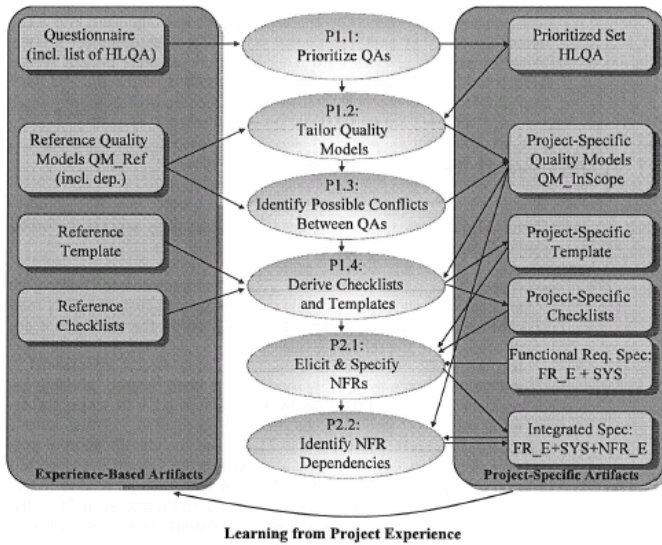 Questionnaire
(incl. list of HLQA)
P1.1:
Prioritize QAs
Prioritized Set
HLQA
P1.2:
Tailor Quality
Models
Reference Quality
Models QM_Ref
(incl. dep.)
Project-Specific
Quality Models
QM_InScope
P1.3:
Identify Possible Conflicts
Between QAs
Reference
Template
Project-Specific
Template
P1.4:
Derive Checklists
and Templates
Reference
Checklists
Project-Specific
Checklists
P2.1:
Elicit & Specify
NFRs
Functional Req. Spec:
FR_E + SYS
P2.2:
Identify NFR
Dependencies
Integrated Spec:
FR_E+SYS+NFR_E
Experience-Based Artifacts
Project-Specific Artifacts
Learning from Project Experience